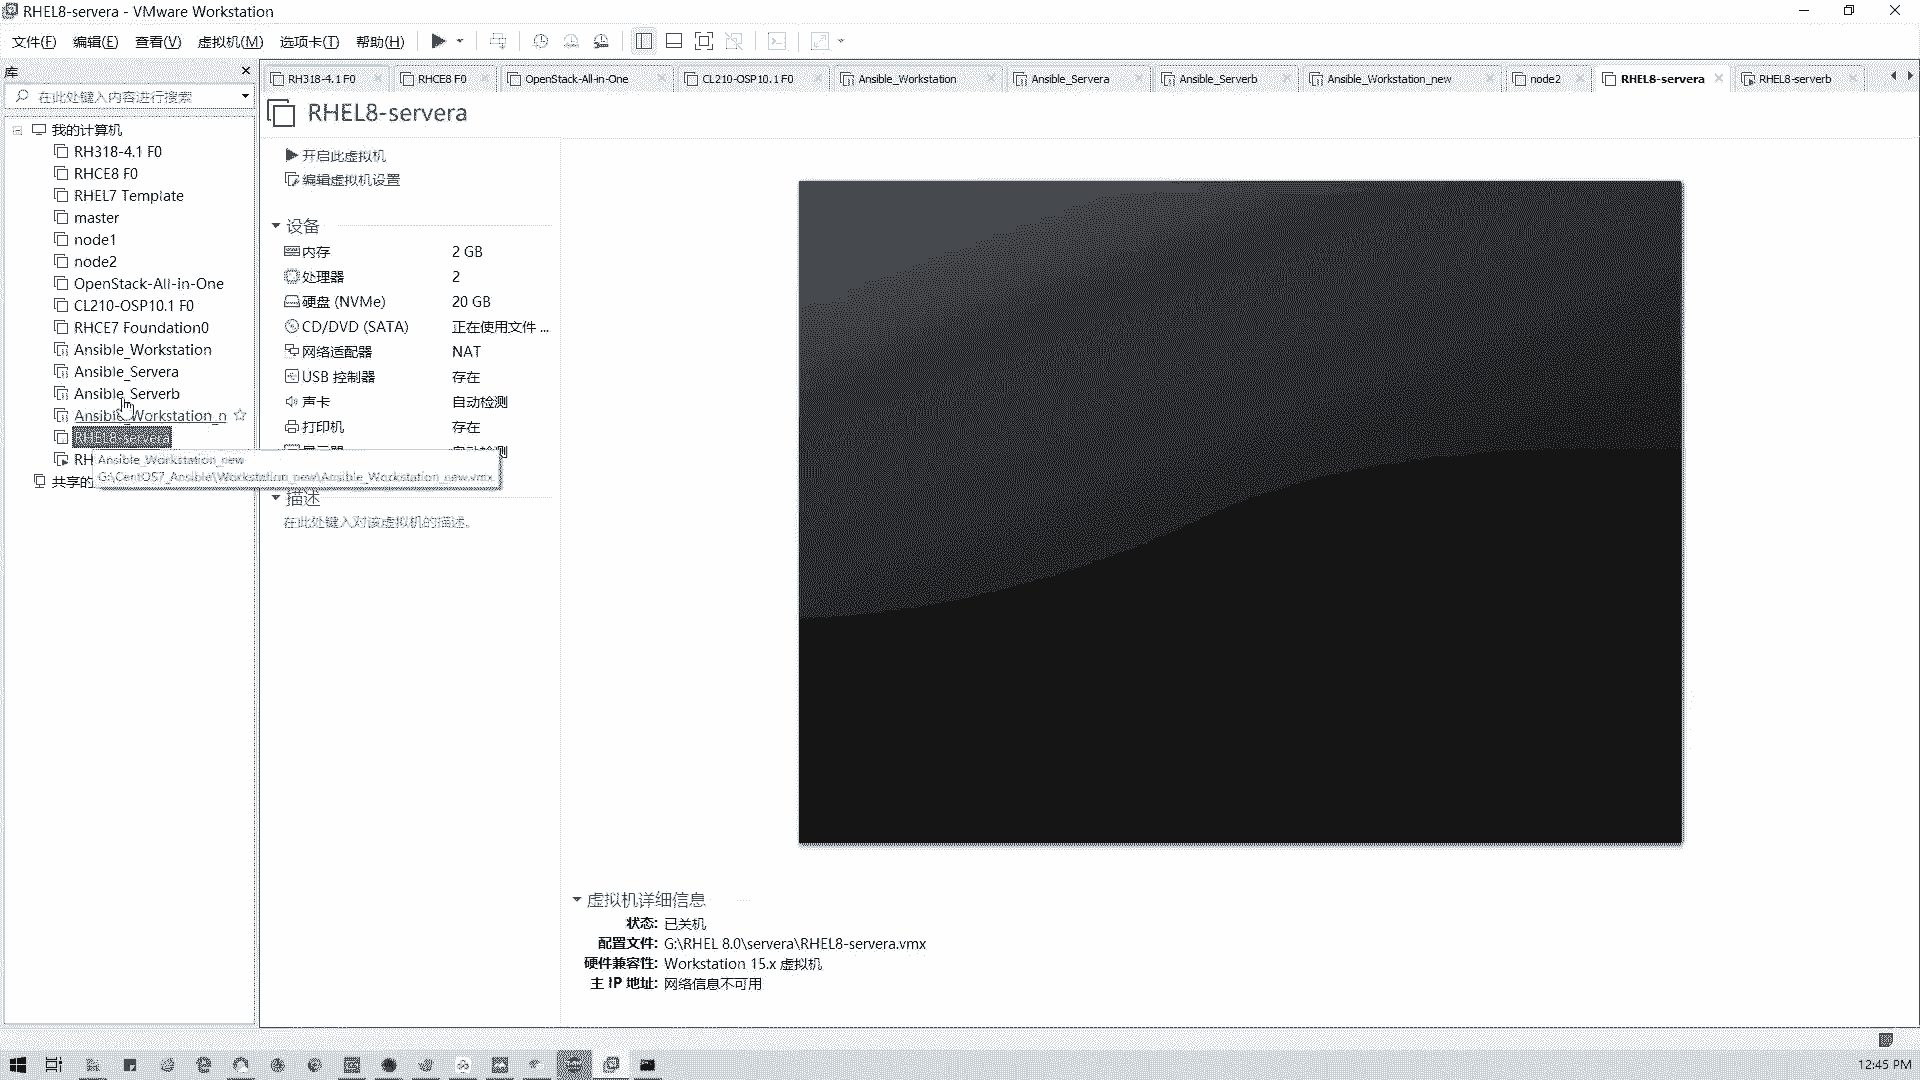 RHEL8-servera - VMware Workstation
文件(F) 编辑(E) 查看(V) 虚拟机(M) 选项卡(T) 帮助(H)
库
在此处键入内容进行搜索
我的计算机
RH318-4.1 F0
RHCE8 F0
RHEL7 Template
master
node1
node2
OpenStack-All-in-One
CL210-OSP10.1 F0
RHCE7 Foundation0
Ansible_Workstation
Ansible_Servera
Ansible_Serverb
Ansible_Workstation_n
RHEL8-servera
RH
Ansible_Workstation_new
G:\CentOS7_Ansible\Workstation_new\Ansible_Workstation_new.vmx
共享的
RH318-4.1 F0 RHCE8 F0 OpenStack-All-in-One CL210-OSP10.1 F0 Ansible_Workstation Ansible_Servera Ansible_Serverb Ansible_Workstation_new node2 RHEL8-servera RHEL8-serverb
RHEL8-servera
开启此虚拟机
编辑虚拟机设置
设备
内存 2 GB
处理器 2
硬盘 (NVMe) 20 GB
CD/DVD (SATA) 正在使用文件 ...
网络适配器 NAT
USB 控制器 存在
声卡 自动检测
打印机 存在
显示器 自动检测
描述
在此处键入对该虚拟机的描述。
虚拟机详细信息
状态: 已关机
配置文件: G:\RHEL 8.0\servera\RHEL8-servera.vmx
硬件兼容性: Workstation 15.x 虚拟机
主 IP 地址: 网络信息不可用
12:45 PM